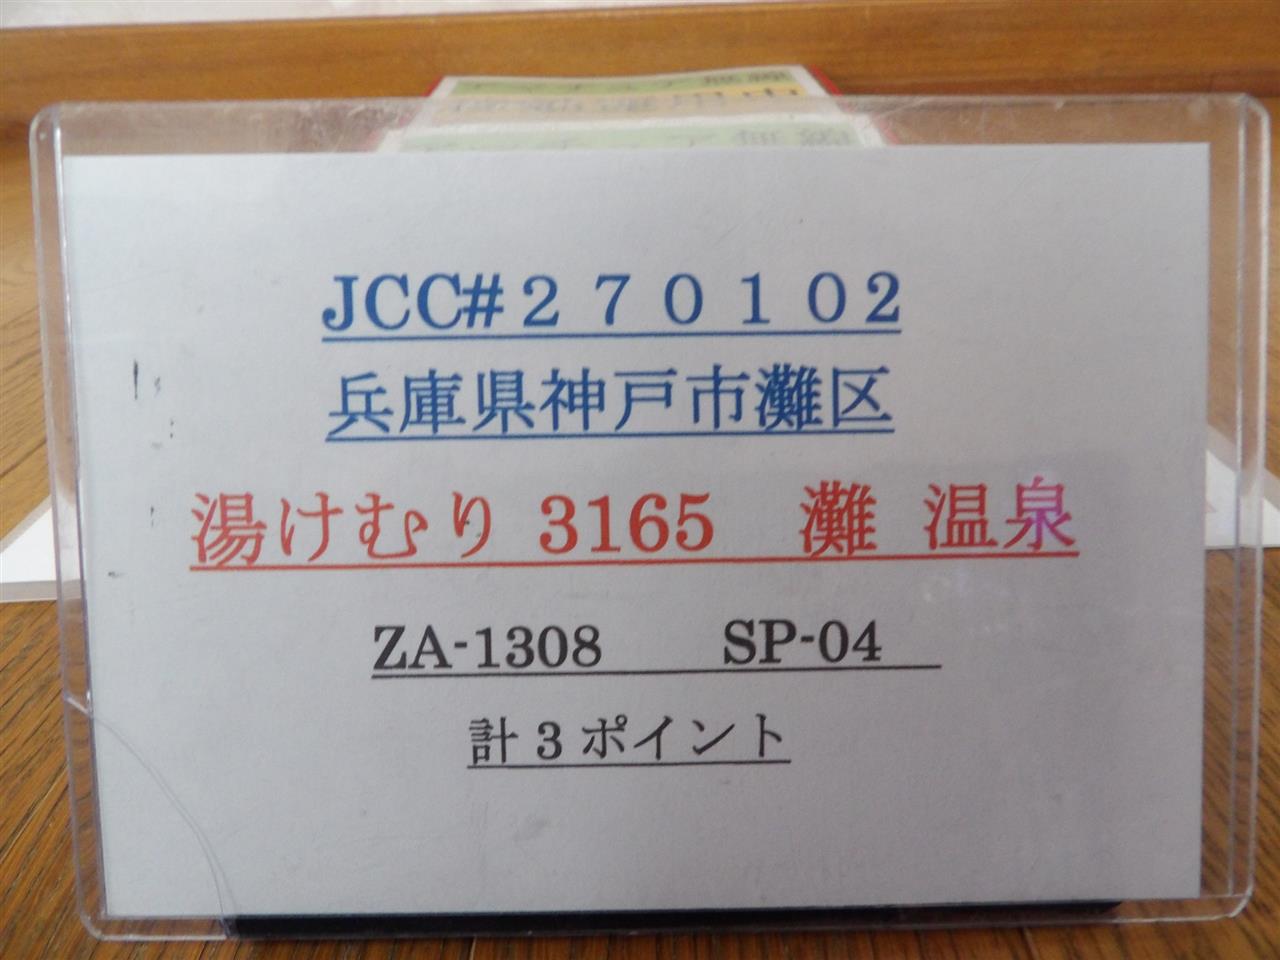 JCC#２７０１０２
兵庫県神戸市灘区
湯けむり 3165　灘 温泉
ZA-1308　　SP-04
計 3 ポイント